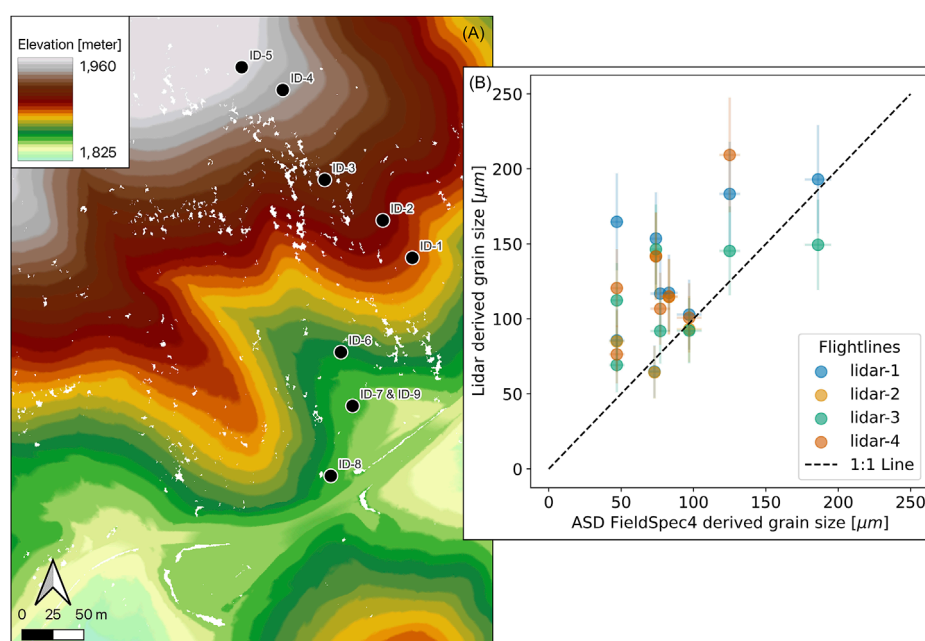 (A)
Elevation [meter]
1,960
1,825
ID-5
ID-4
ID-3
ID-2
ID-1
ID-6
ID-7 & ID-9
ID-8
0 25 50 m
(B)
Lidar derived grain size [μm]
250
200
150
100
50
0
Flightlines
lidar-1
lidar-2
lidar-3
lidar-4
1:1 Line
0 50 100 150 200 250
ASD FieldSpec4 derived grain size [μm]